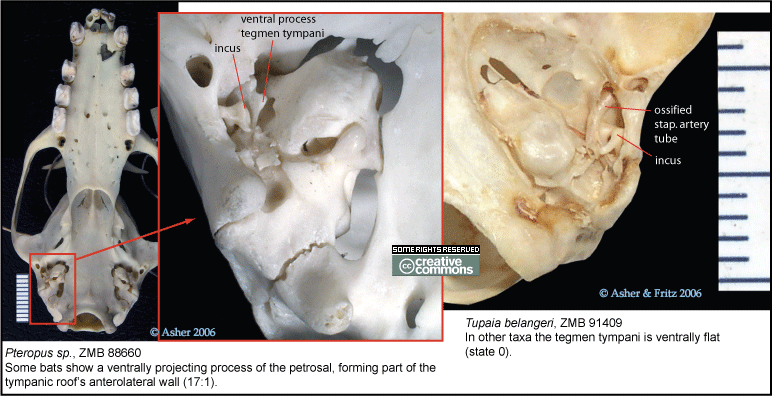 ventral process
tegmen tympani
incus
ossified
stap. artery
tube
incus
SOME RIGHTS RESERVED
cc creative
commons
© Asher 2006
© Asher & Fritz 2006
Pteropus sp., ZMB 88660
Some bats show a ventrally projecting process of the petrosal, forming part of the
tympanic roof's anterolateral wall (17:1).
Tupaia belangeri, ZMB 91409
In other taxa the tegmen tympani is ventrally flat
(state 0).